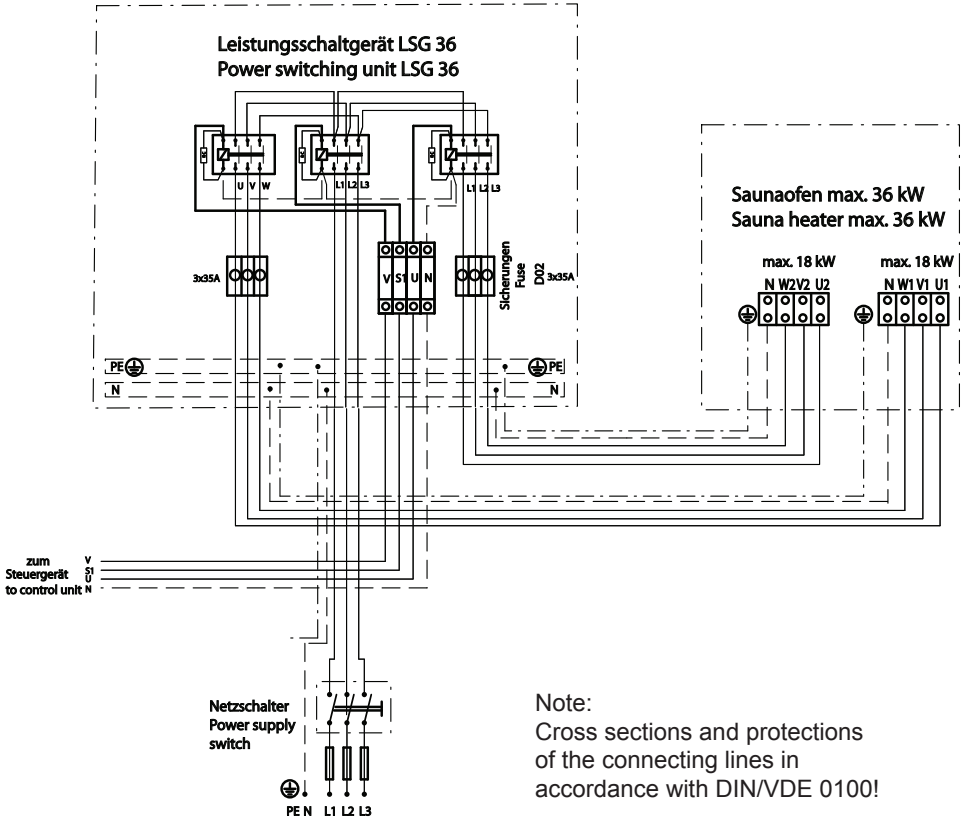 Leistungsschaltgerät LSG 36
Power switching unit LSG 36
RC
RC
RC
U V W
L1 L2 L3
L1 L2 L3
3x35A
V S1 U N
Sicherungen
Fuse
D02
3x35A
PE
PE
N
N
Saunaofen max. 36 kW
Sauna heater max. 36 kW
max. 18 kW
max. 18 kW
N W2 V2 U2
N W1 V1 U1
zum
Steuergerät
to control unit
V
S1
U
N
Netzschalter
Power supply
switch
PE N L1 L2 L3
Note:
Cross sections and protections
of the connecting lines in
accordance with DIN/VDE 0100!